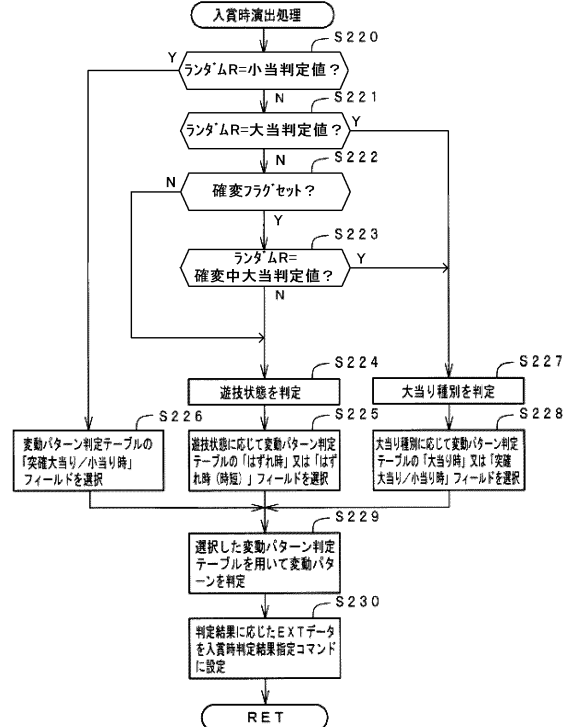 入賞時演出処理
S220
ランダムR=小当判定値?
Y
N
S221
ランダムR=大当判定値?
Y
N
S222
確変フラグセット?
N
Y
S223
ランダムR=
確変中大当判定値?
Y
N
S224
遊技状態を判定
S227
大当り種別を判定
S226
変動パターン判定テーブルの
「突確大当り/小当り時」
フィールドを選択
S225
遊技状態に応じて変動パターン判定
テーブルの「はずれ時」又は「はず
れ時(時短)」フィールドを選択
S228
大当り種別に応じて変動パターン判定
テーブルの「大当り時」又は「突確
大当り/小当り時」フィールドを選択
S229
選択した変動パターン判定
テーブルを用いて変動パタ
ーンを判定
S230
判定結果に応じたEXTデータ
を入賞時判定結果指定コマンド
に設定
RET